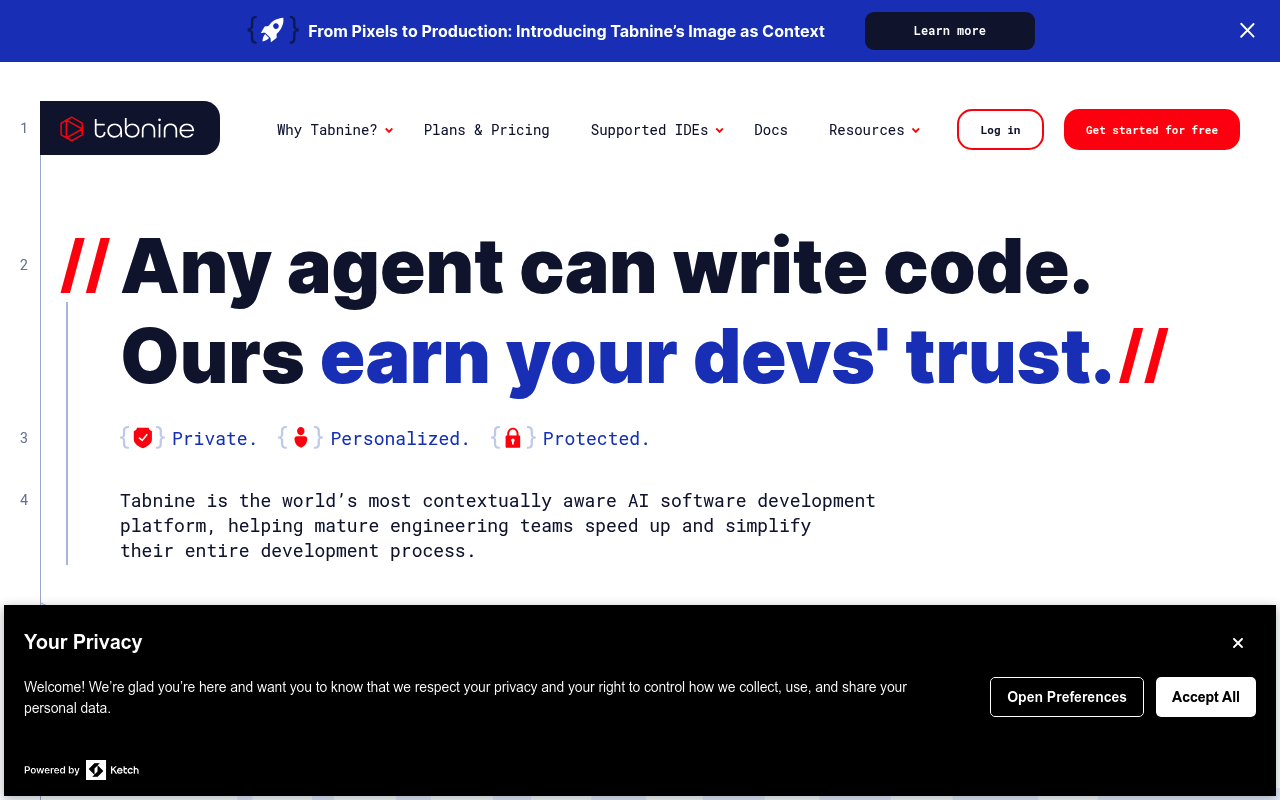 From Pixels to Production: Introducing Tabnine’s Image as Context
Learn more
1
tabnine
Why Tabnine?
Plans & Pricing
Supported IDEs
Docs
Resources
Log in
Get started for free
2
// Any agent can write code.
Ours earn your devs' trust.//
3
{ } Private. { } Personalized. { } Protected.
4
Tabnine is the world’s most contextually aware AI software development
platform, helping mature engineering teams speed up and simplify
their entire development process.
Your Privacy
Welcome! We’re glad you’re here and want you to know that we respect your privacy and your right to control how we collect, use, and share your
personal data.
Open Preferences
Accept All
Powered by Ketch